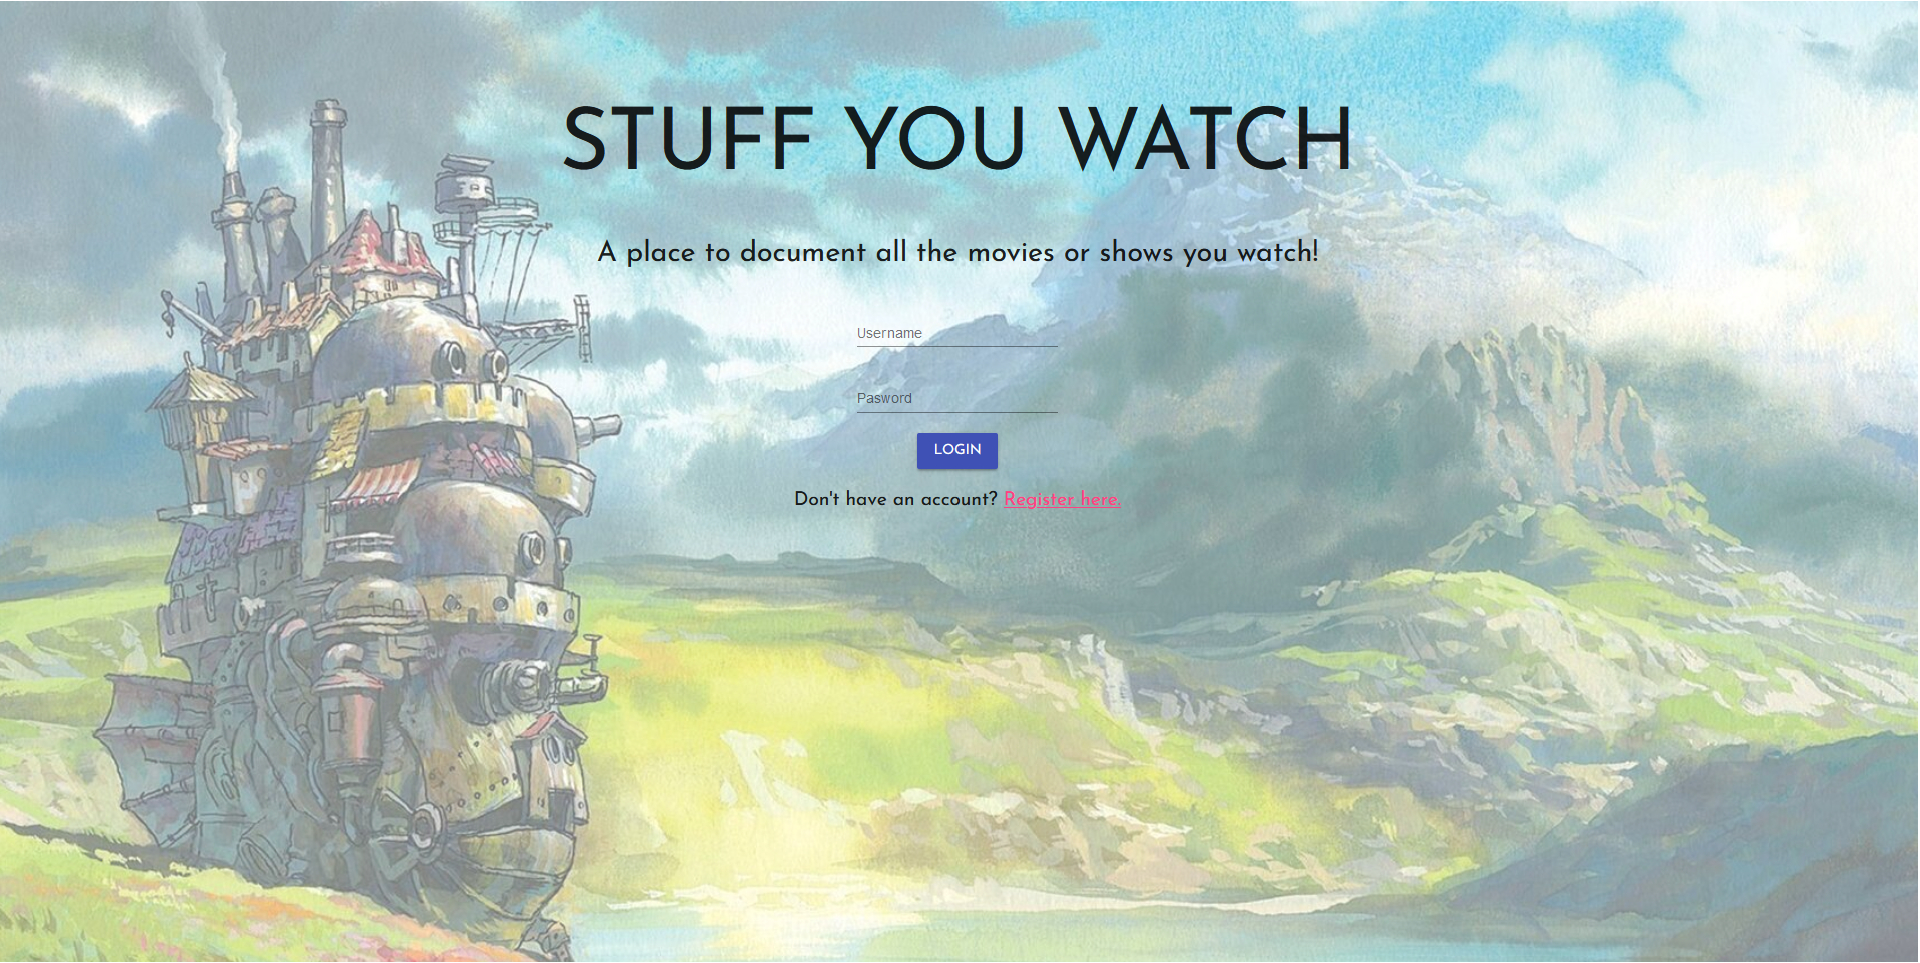 STUFF YOU WATCH
A place to document all the movies or shows you watch!
Username
Pasword
LOGIN
Don't have an account? Register here.